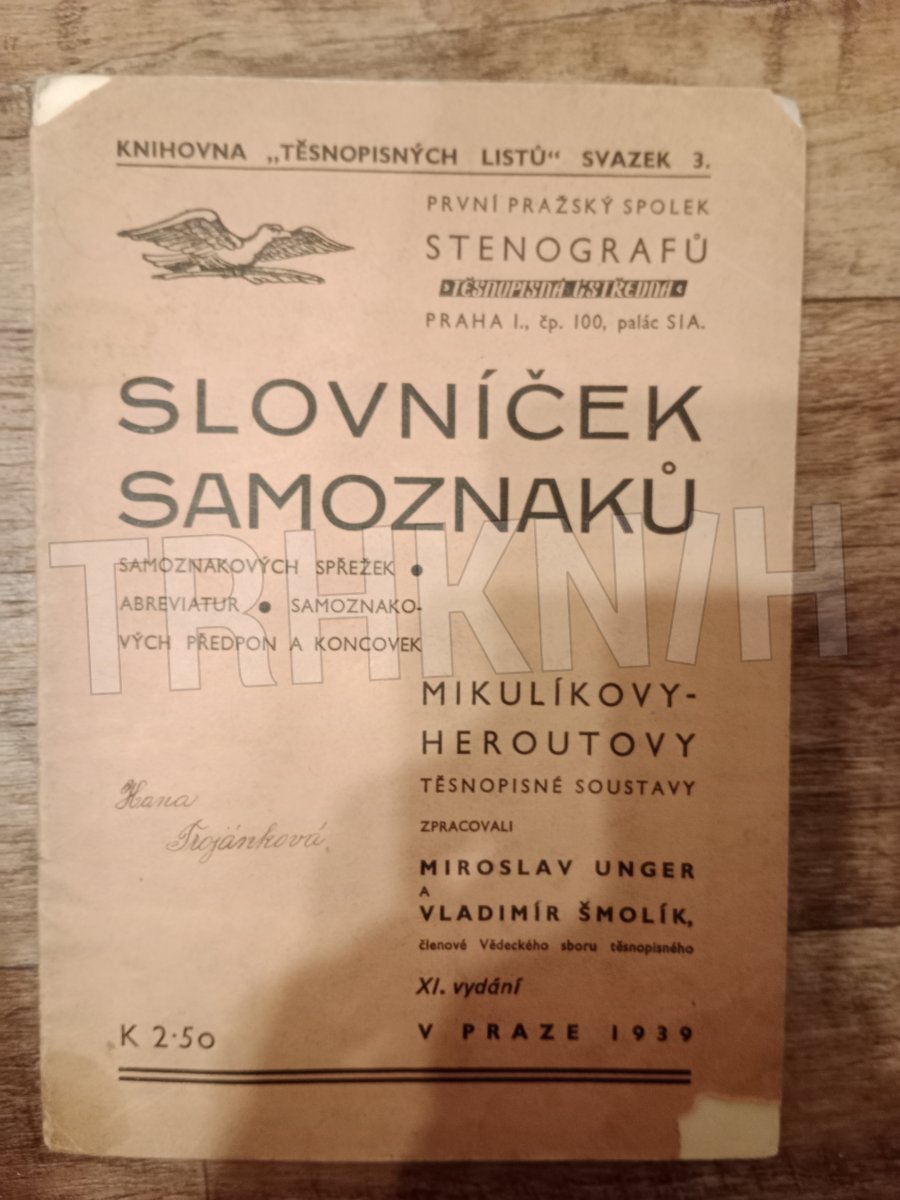 KNIHOVNA „TĚSNOPISNÝCH LISTŮ“ SVAZEK 3.
PRVNÍ PRAŽSKÝ SPOLEK
STENOGRAFŮ
TĚSNOPISNÁ ÚSTŘEDNA
PRAHA I., čp. 100, palác SIA.
SLOVNÍČEK
SAMOZNAKŮ
TRHKNIH
SAMOZNAKOVÝCH SPŘEŽEK ●
ABREVIATUR ● SAMOZNAKO-
VÝCH PŘEDPON A KONCOVEK
MIKULÍKOVY-
HEROUTOVY
TĚSNOPISNÉ SOUSTAVY
ZPRACOVALI
Hana
Trojánková
MIROSLAV UNGER
A
VLADIMÍR ŠMOLÍK,
členové Vědeckého sboru těsnopisného
XI. vydání
K 2·50
V PRAZE 1939